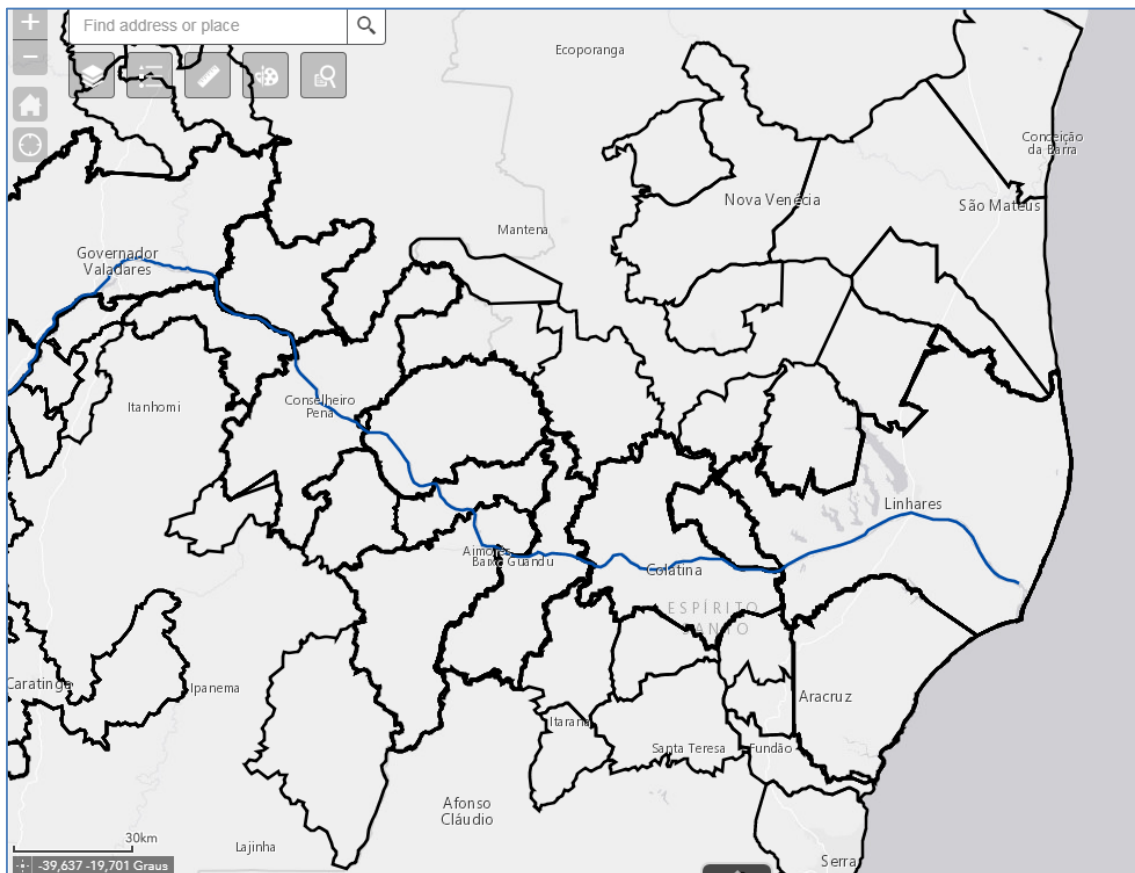 Find address or place
Ecoporanga
Conceição
da Barra
Nova Venécia
São Mateus
Mantena
Governador
Valadares
Itanhomi
Conselheiro
Pena
Linhares
Aimorés
Baixo Guandu
Colatina
ESPÍRITO
SANTO
Caratinga
Ipanema
Aracruz
Itarana
Santa Teresa
Fundão
Afonso
Cláudio
30km
Lajinha
-39,637 -19,701 Graus
Serra